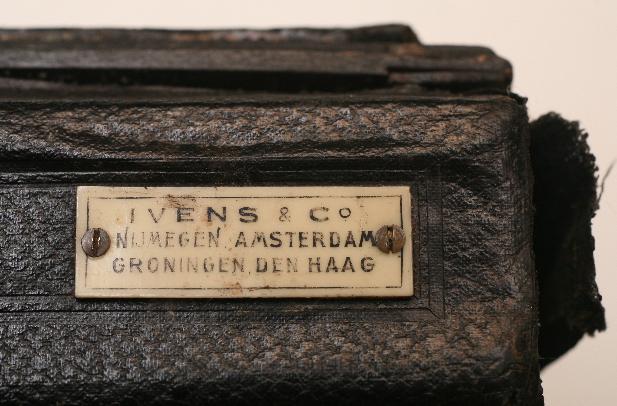 IVENS & Co
NIJMEGEN, AMSTERDAM
GRONINGEN, DEN HAAG